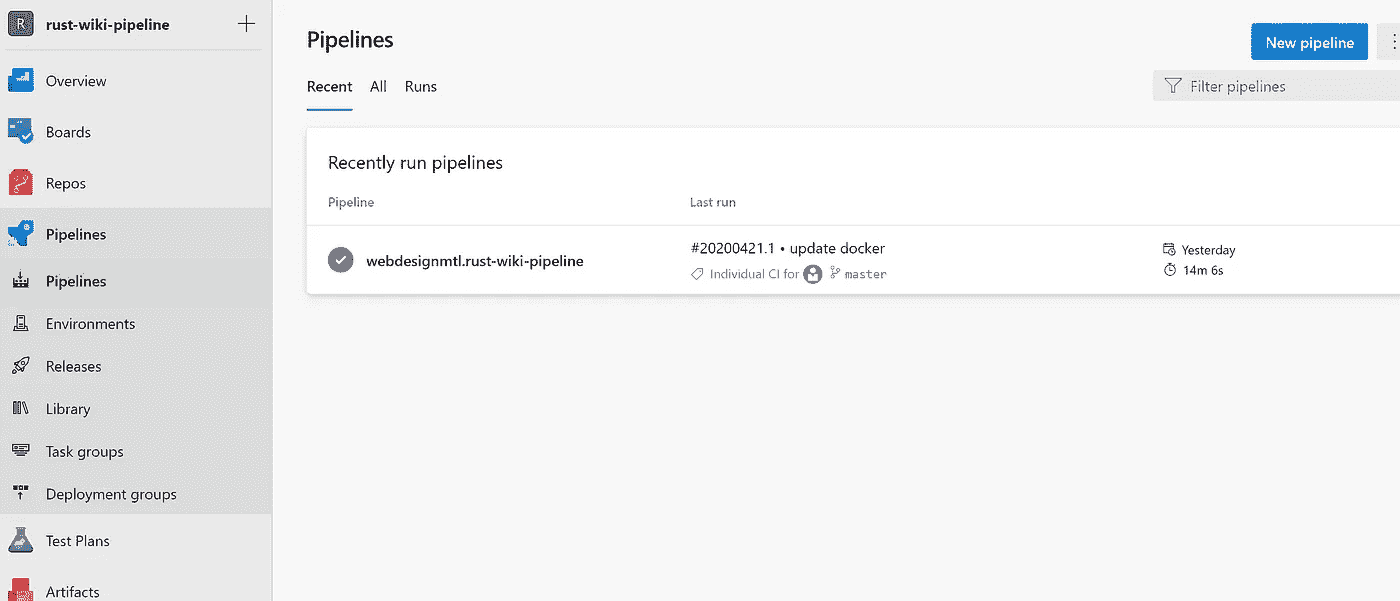 R rust-wiki-pipeline
Overview
Boards
Repos
Pipelines
Pipelines
Environments
Releases
Library
Task groups
Deployment groups
Test Plans
Artifacts
Pipelines
New pipeline
Recent All Runs
Filter pipelines
Recently run pipelines
Pipeline Last run
webdesignmtl.rust-wiki-pipeline
#20200421.1 • update docker
Individual CI for master
Yesterday
14m 6s